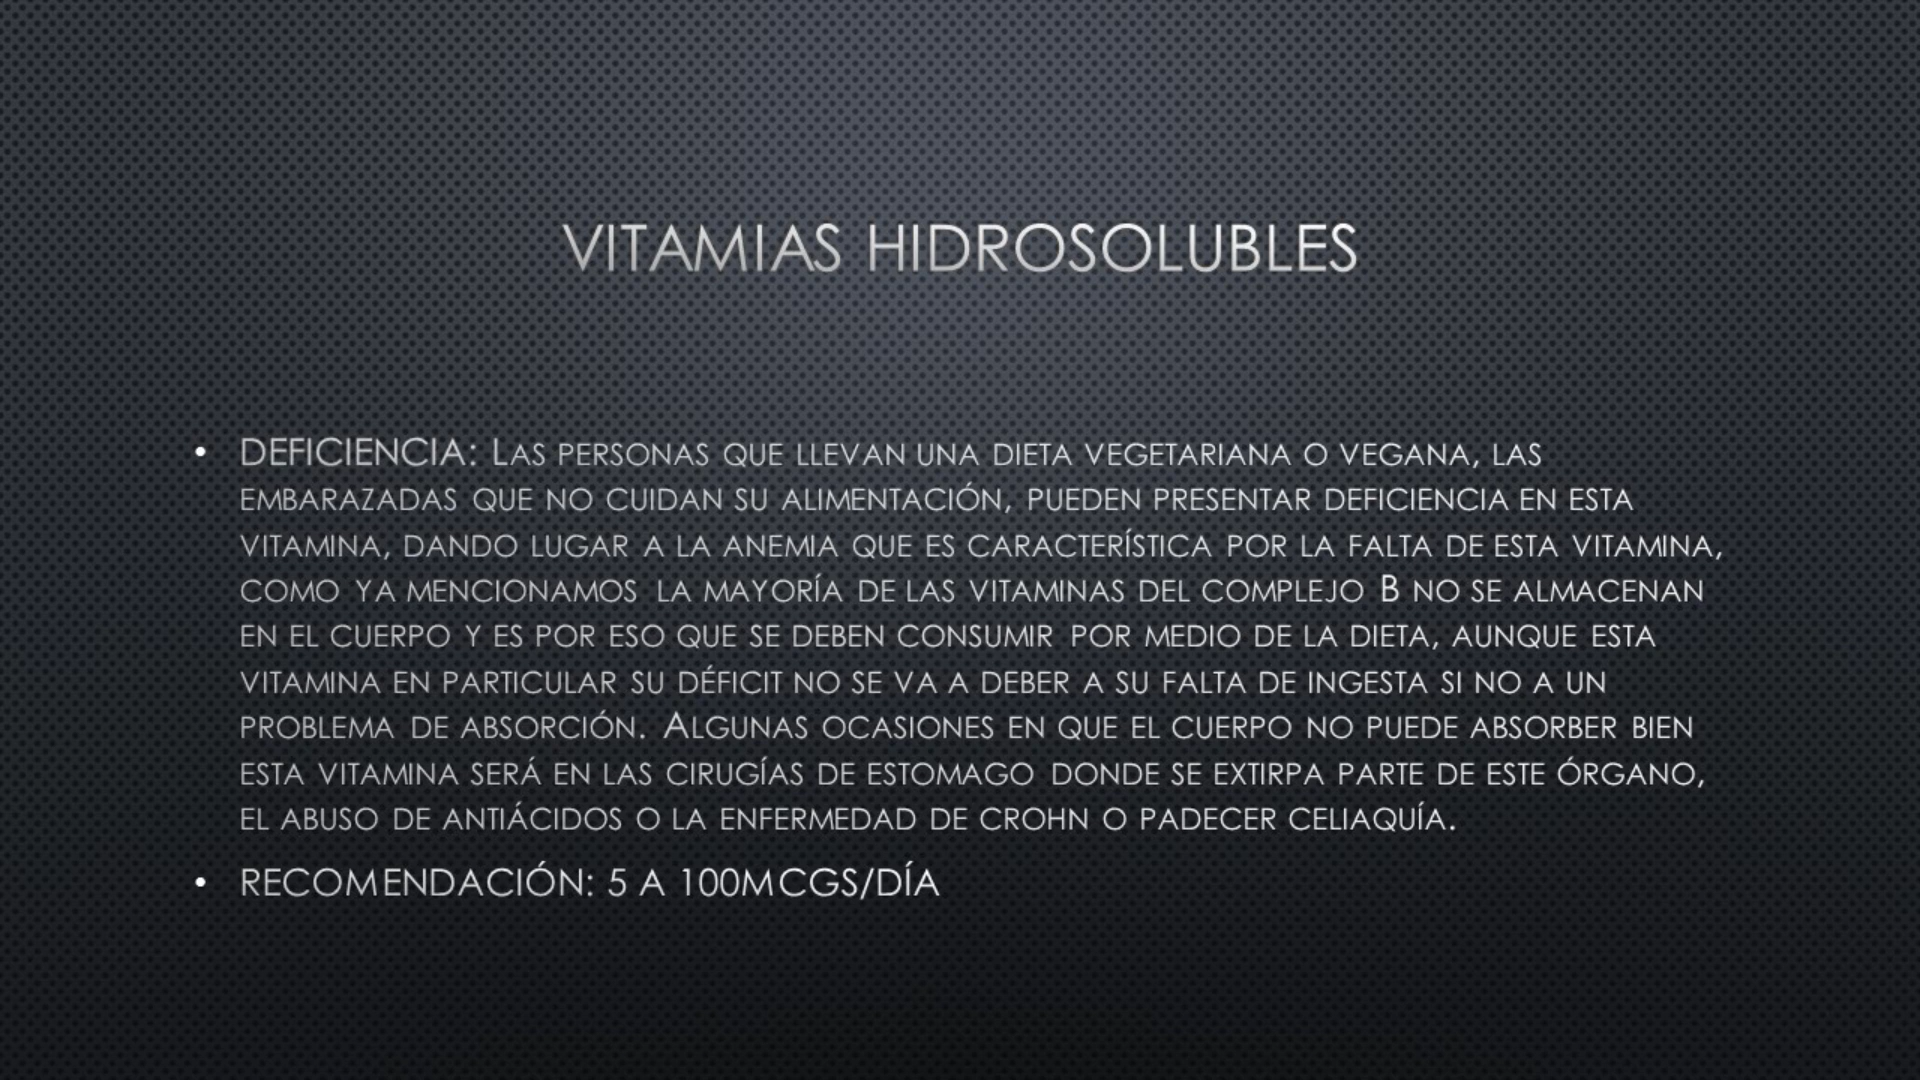 VITAMIAS HIDROSOLUBLES
• DEFICIENCIA: Las personas que llevan una dieta vegetariana o vegana, las
embarazadas que no cuidan su alimentación, pueden presentar deficiencia en esta
vitamina, dando lugar a la anemia que es característica por la falta de esta vitamina,
como ya mencionamos la mayoría de las vitaminas del complejo B no se almacenan
en el cuerpo y es por eso que se deben consumir por medio de la dieta, aunque esta
vitamina en particular su déficit no se va a deber a su falta de ingesta si no a un
problema de absorción. Algunas ocasiones en que el cuerpo no puede absorber bien
esta vitamina será en las cirugías de estomago donde se extirpa parte de este órgano,
el abuso de antiácidos o la enfermedad de crohn o padecer celiaquía.
• RECOMENDACIÓN: 5 A 100MCGS/DÍA